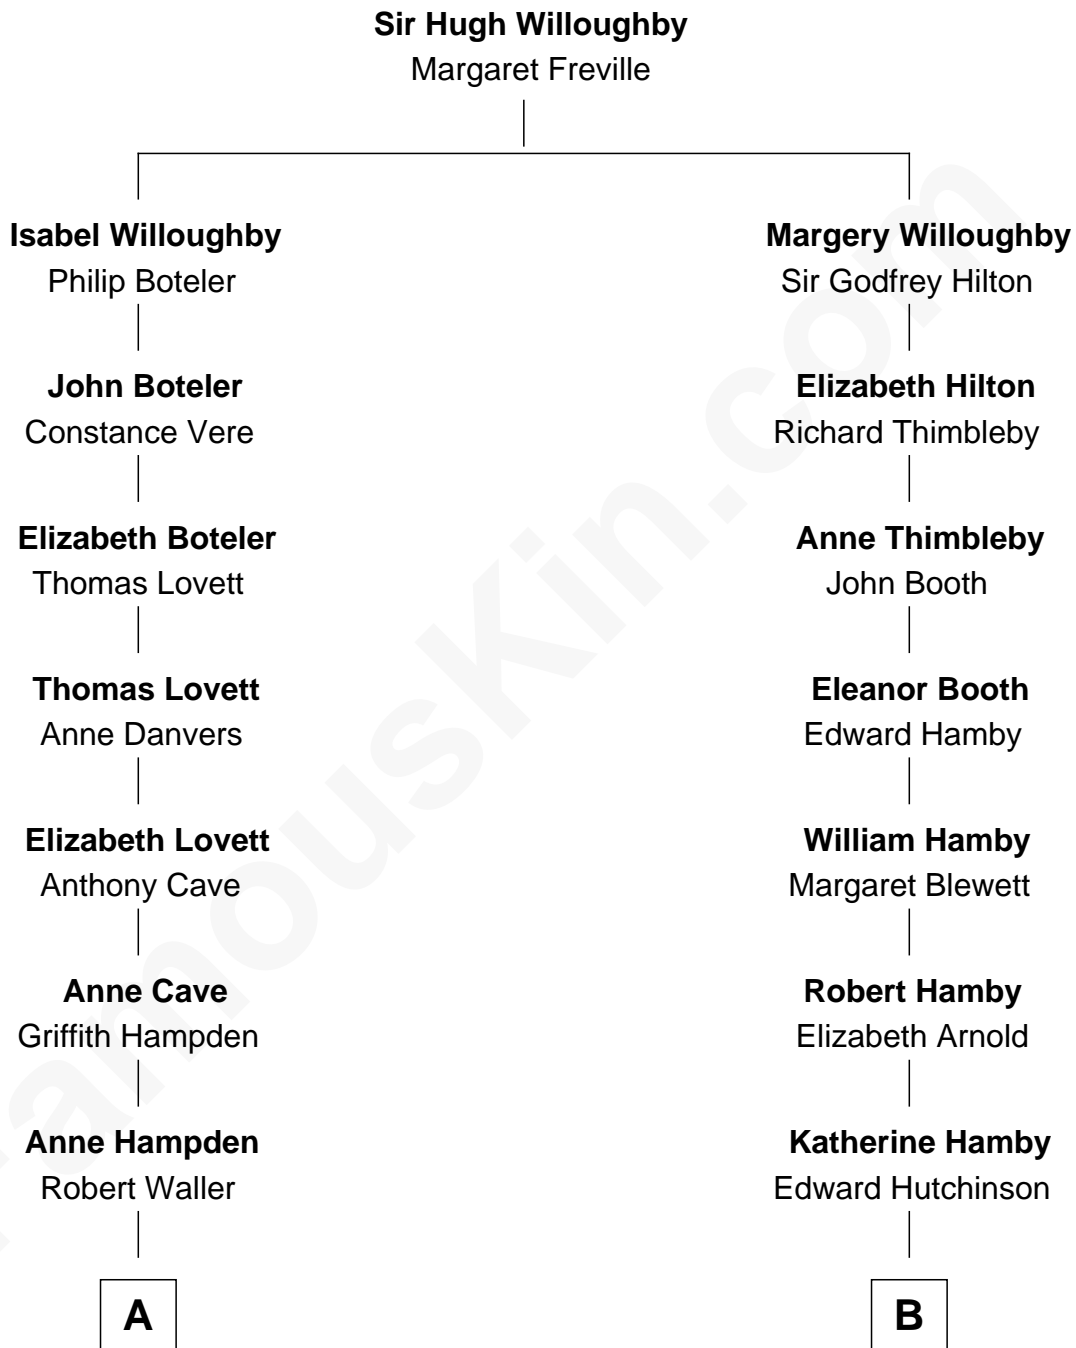 Sir Hugh Willoughby
Margaret Freville
Isabel Willoughby
Philip Boteler
John Boteler
Constance Vere
Elizabeth Boteler
Thomas Lovett
Thomas Lovett
Anne Danvers
Elizabeth Lovett
Anthony Cave
Anne Cave
Griffith Hampden
Anne Hampden
Robert Waller
A
Margery Willoughby
Sir Godfrey Hilton
Elizabeth Hilton
Richard Thimbleby
Anne Thimbleby
John Booth
Eleanor Booth
Edward Hamby
William Hamby
Margaret Blewett
Robert Hamby
Elizabeth Arnold
Katherine Hamby
Edward Hutchinson
B
FamousKin.com